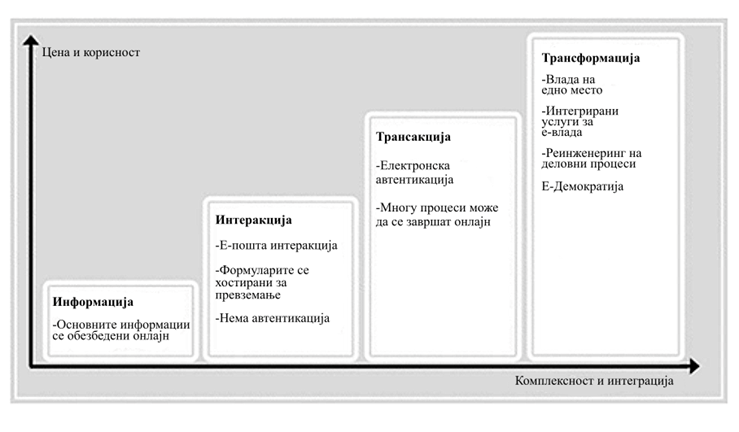 Цена и корисност
Информација
-Основните информации
се обезбедени онлајн
Интеракција
-Е-пошта интеракција
-Формуларите се
хостирани за
превземање
-Нема автентикација
Трансакција
-Електронска
автентикација
-Многу процеси може
да се завршат онлајн
Трансформација
-Влада на
едно место
-Интегрирани
услуги за
е-влада
-Реинженеринг на
деловни процеси
Е-Демократија
Комплексност и интеграција